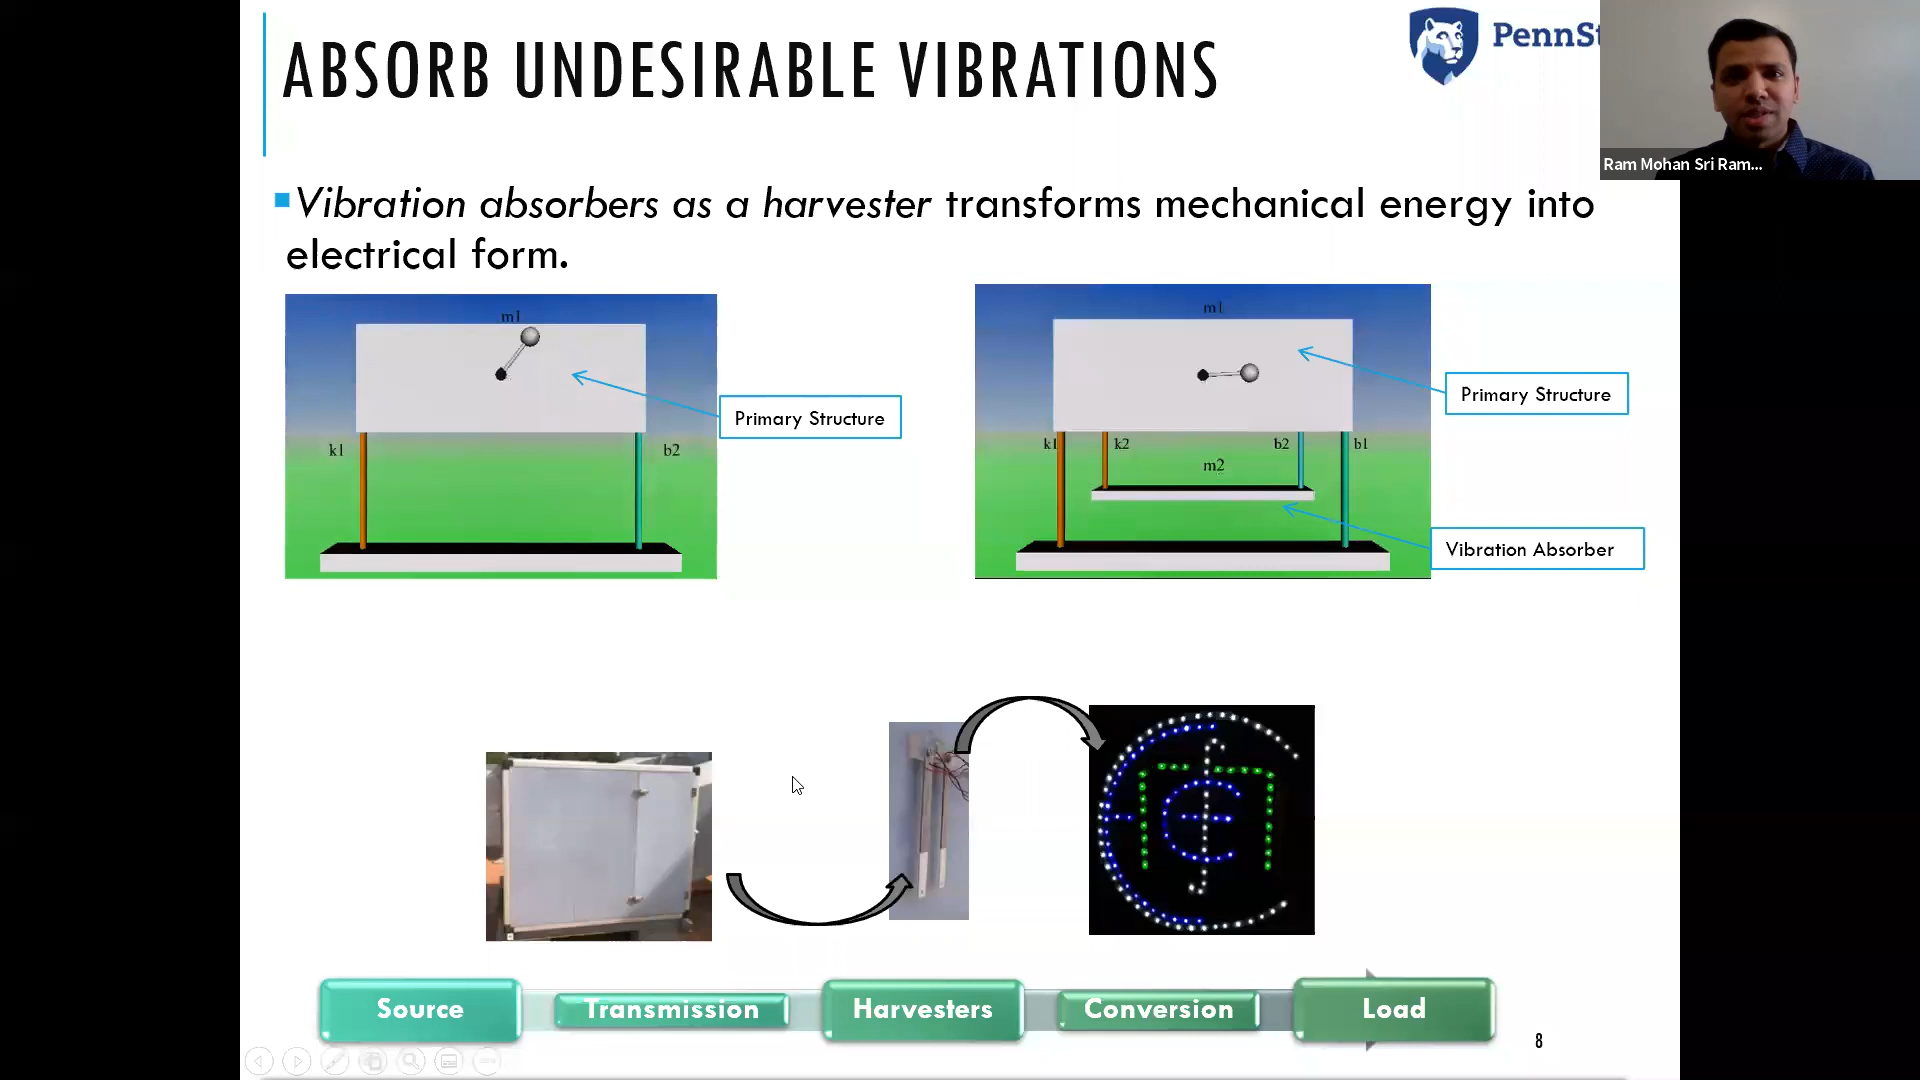 ABSORB UNDESIRABLE VIBRATIONS
PennSt
Ram Mohan Sri Ram...
Vibration absorbers as a harvester transforms mechanical energy into
electrical form.
m1
k1
b2
Primary Structure
m1
k1
k2
b2
b1
m2
Primary Structure
Vibration Absorber
Source
Transmission
Harvesters
Conversion
Load
8